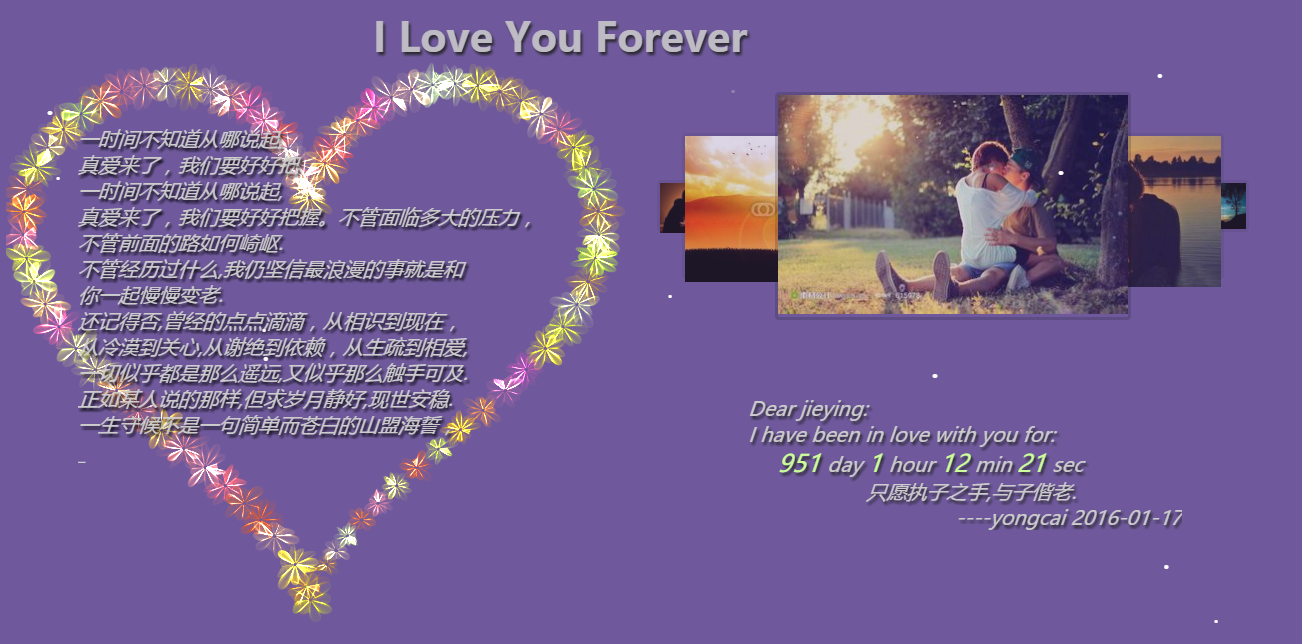 I Love You Forever
一时间不知道从哪说起,
真爱来了，我们要好好把
一时间不知道从哪说起,
真爱来了，我们要好好把握。不管面临多大的压力，
不管前面的路如何崎岖.
不管经历过什么,我仍坚信最浪漫的事就是和
你一起慢慢变老.
还记得否,曾经的点点滴滴，从相识到现在，
从冷漠到关心,从谢绝到依赖，从生疏到相爱,
一切似乎都是那么遥远,又似乎那么触手可及.
正如某人说的那样,但求岁月静好,现世安稳.
一生守候不是一句简单而苍白的山盟海誓
_
Dear jieying:
I have been in love with you for:
951 day 1 hour 12 min 21 sec
只愿执子之手,与子偕老.
----yongcai 2016-01-17